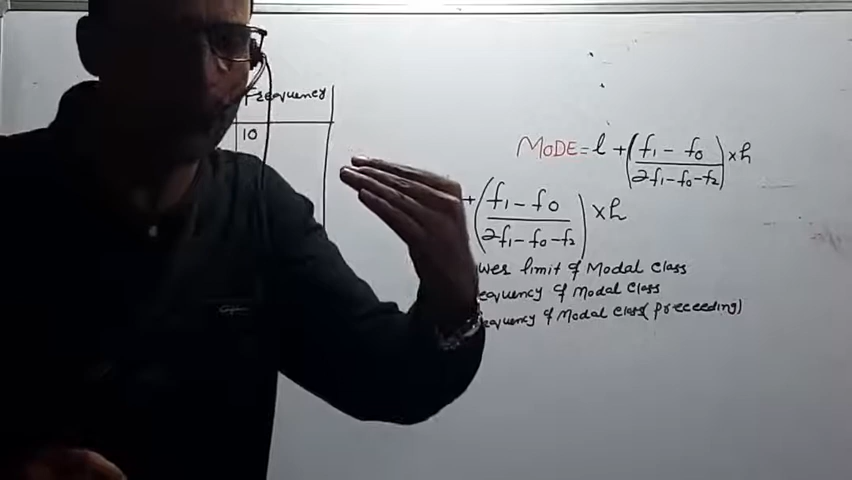 Frequency
10
MODE = l + (f₁ - f₀ / 2f₁ - f₀ - f₂) × h
+ (f₁ - f₀ / 2f₁ - f₀ - f₂) × h
wer limit of Modal class
equency of Modal class
equency of Modal class (preceeding)